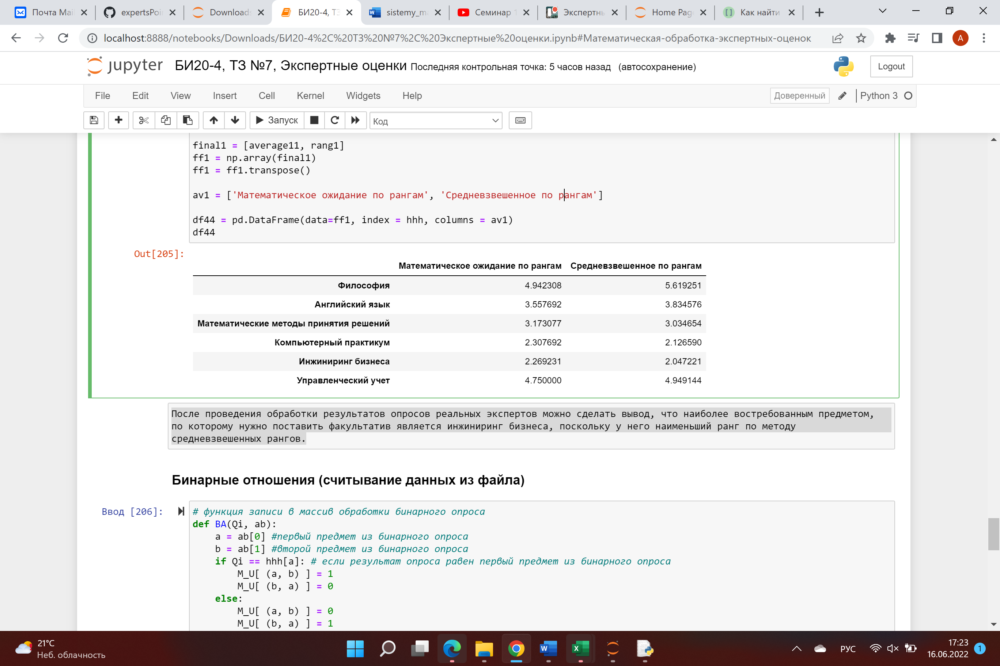 Почта Mai
expertsPoi
Downloads
БИ20-4, ТЗ
sistemy_m
Семинар 1
Экспертнь
Home Page
Как найти
localhost:8888/notebooks/Downloads/БИ20-4%2C%20ТЗ%20№7%2C%20Экспертные%20оценки.ipynb#Математическая-обработка-экспертных-оценок
A
jupyter БИ20-4, ТЗ №7, Экспертные оценки Последняя контрольная точка: 5 часов назад (автосохранение)
Logout
File Edit View Insert Cell Kernel Widgets Help
Доверенный
Python 3
Запуск
Код
final1 = [average11, rang1]
ff1 = np.array(final1)
ff1 = ff1.transpose()
av1 = ['Математическое ожидание по рангам', 'Средневзвешенное по рангам']
df44 = pd.DataFrame(data=ff1, index = hhh, columns = av1)
df44
Out[205]:
Математическое ожидание по рангам Средневзвешенное по рангам
Философия 4.942308 5.619251
Английский язык 3.557692 3.834576
Математические методы принятия решений 3.173077 3.034654
Компьютерный практикум 2.307692 2.126590
Инжиниринг бизнеса 2.269231 2.047221
Управленческий учет 4.750000 4.949144
После проведения обработки результатов опросов реальных экспертов можно сделать вывод, что наиболее востребованным предметом,
по которому нужно поставить факультатив является инжиниринг бизнеса, поскольку у него наименьший ранг по методу
средневзвешенных рангов.
Бинарные отношения (считывание данных из файла)
Ввод [206]:
# функция записи в массив обработки бинарного опроса
def BA(Qi, ab):
a = ab[0] #первый предмет из бинарного опроса
b = ab[1] #второй предмет из бинарного опроса
if Qi == hhh[a]: # если результат опроса равен первый предмет из бинарного опроса
M_U[ (a, b) ] = 1
M_U[ (b, a) ] = 0
else:
M_U[ (a, b) ] = 0
M_U[ (b, a) ] = 1
21°C
Неб. облачность
РУС
17:23
16.06.2022
1